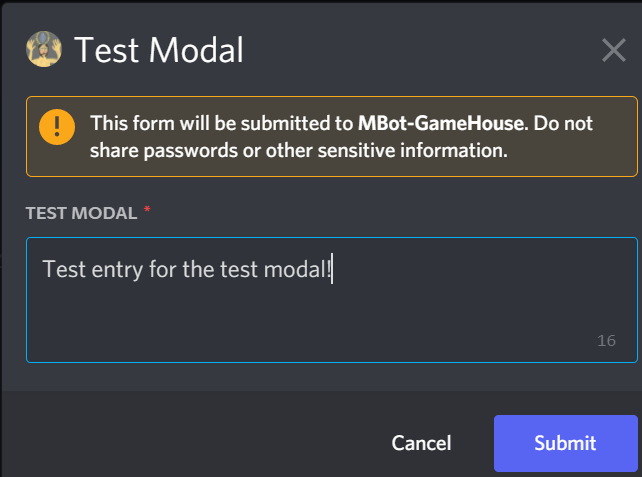 Test Modal
This form will be submitted to MBot-GameHouse. Do not
share passwords or other sensitive information.
TEST MODAL *
Test entry for the test modal!
16
Cancel
Submit